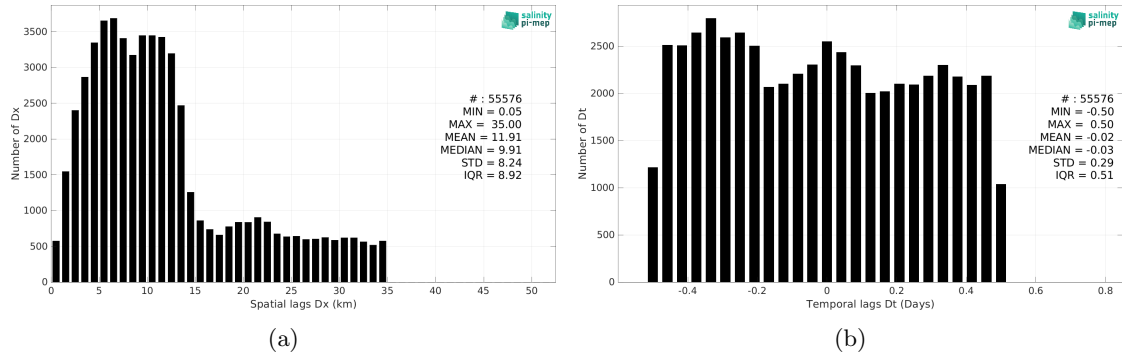 salinity
pi-mep
3500
3000
2500
2000
1500
1000
500
0
Number of Dx
# : 55576
MIN = 0.05
MAX = 35.00
MEAN = 11.91
MEDIAN = 9.91
STD = 8.24
IQR = 8.92
0 5 10 15 20 25 30 35 40 45 50
Spatial lags Dx (km)
(a)
salinity
pi-mep
2500
2000
1500
1000
500
0
Number of Dt
# : 55576
MIN = -0.50
MAX = 0.50
MEAN = -0.02
MEDIAN = -0.03
STD = 0.29
IQR = 0.51
-0.4 -0.2 0 0.2 0.4 0.6 0.8
Temporal lags Dt (Days)
(b)